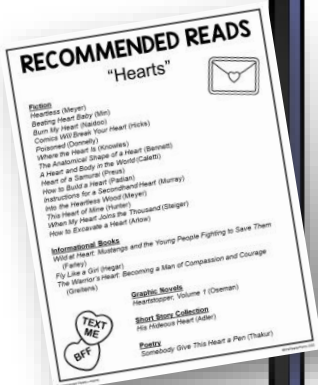 RECOMMENDED READS
"Hearts"
Fiction
Heartless (Meyer)
Beating Heart Baby (Min)
Burn My Heart (Naidoo)
Comics Will Break Your Heart (Hicks)
Poisoned (Donnelly)
Where the Heart Is (Knowles)
The Anatomical Shape of a Heart (Bennett)
A Heart and Body in the World (Caletti)
Heart of a Samurai (Preus)
How to Build a Heart (Padian)
Instructions for a Secondhand Heart (Murray)
Into the Heartless Wood (Meyer)
This Heart of Mine (Hunter)
When My Heart Joins the Thousand (Steiger)
How to Excavate a Heart (Arlow)
Informational Books
Wild at Heart: Mustangs and the Young People Fighting to Save Them
(Farley)
Fly Like a Girl (Hegar)
The Warrior's Heart: Becoming a Man of Compassion and Courage
(Greitens)
Graphic Novels
Heartstopper, Volume 1 (Oseman)
Short Story Collection
His Hideous Heart (Adler)
Poetry
Somebody Give This Heart a Pen (Thakur)
TEXT
ME
BFF